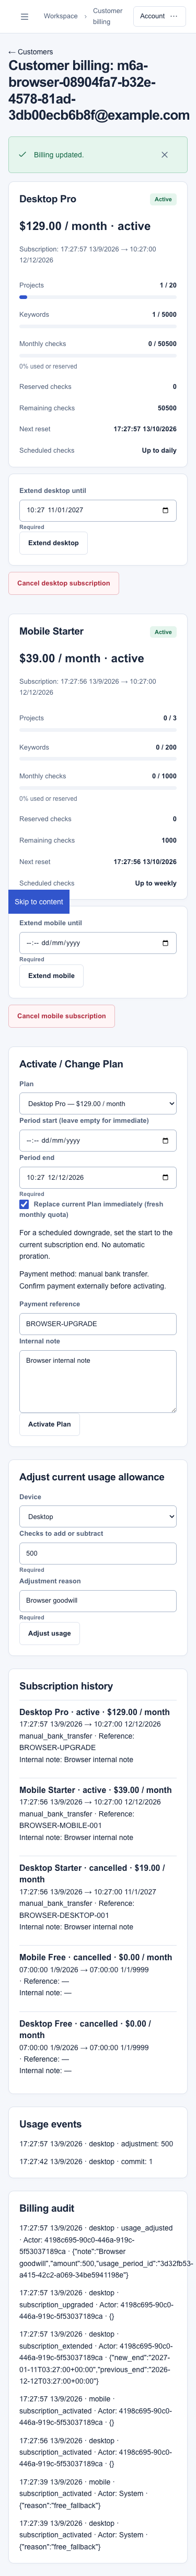 Workspace › Customer billing
Account ···
← Customers
Customer billing: m6a-
browser-08904fa7-b32e-
4578-81ad-
3db00ecb6b8f@example.com
Billing updated.
Desktop Pro
Active
$129.00 / month · active
Subscription: 17:27:57 13/9/2026 → 10:27:00
12/12/2026
Projects 1 / 20
Keywords 1 / 5000
Monthly checks 0 / 50500
0% used or reserved
Reserved checks 0
Remaining checks 50500
Next reset 17:27:57 13/10/2026
Scheduled checks Up to daily
Extend desktop until
10:27 11/01/2027
Required
Extend desktop
Cancel desktop subscription
Mobile Starter
Active
$39.00 / month · active
Subscription: 17:27:56 13/9/2026 → 10:27:00
12/12/2026
Projects 0 / 3
Keywords 0 / 200
Monthly checks 0 / 1000
0% used or reserved
Reserved checks 0
Remaining checks 1000
Next reset 17:27:56 13/10/2026
Scheduled checks Up to weekly
Skip to content
Extend mobile until
--:-- dd/mm/yyyy
Required
Extend mobile
Cancel mobile subscription
Activate / Change Plan
Plan
Desktop Pro — $129.00 / month
Period start (leave empty for immediate)
--:-- dd/mm/yyyy
Period end
10:27 12/12/2026
Required
Replace current Plan immediately (fresh
monthly quota)
For a scheduled downgrade, set the start to the
current subscription end. No automatic
proration.
Payment method: manual bank transfer.
Confirm payment externally before activating.
Payment reference
BROWSER-UPGRADE
Internal note
Browser internal note
Activate Plan
Adjust current usage allowance
Device
Desktop
Checks to add or subtract
500
Required
Adjustment reason
Browser goodwill
Required
Adjust usage
Subscription history
Desktop Pro · active · $129.00 / month
17:27:57 13/9/2026 → 10:27:00 12/12/2026
manual_bank_transfer · Reference:
BROWSER-UPGRADE
Internal note: Browser internal note
Mobile Starter · active · $39.00 / month
17:27:56 13/9/2026 → 10:27:00 12/12/2026
manual_bank_transfer · Reference:
BROWSER-MOBILE-001
Internal note: Browser internal note
Desktop Starter · cancelled · $19.00 /
month
17:27:56 13/9/2026 → 10:27:00 11/1/2027
manual_bank_transfer · Reference:
BROWSER-DESKTOP-001
Internal note: Browser internal note
Mobile Free · cancelled · $0.00 / month
07:00:00 1/9/2026 → 07:00:00 1/1/9999
· Reference: —
Internal note: —
Desktop Free · cancelled · $0.00 /
month
07:00:00 1/9/2026 → 07:00:00 1/1/9999
· Reference: —
Internal note: —
Usage events
17:27:57 13/9/2026 · desktop · adjustment: 500
17:27:42 13/9/2026 · desktop · commit: 1
Billing audit
17:27:57 13/9/2026 · desktop · usage_adjusted
· Actor: 4198c695-90c0-446a-919c-
5f53037189ca · {"note":"Browser
goodwill","amount":500,"usage_period_id":"3d32fb53-
a415-42c2-a069-34be5941198e"}
17:27:57 13/9/2026 · desktop ·
subscription_upgraded · Actor: 4198c695-90c0-
446a-919c-5f53037189ca · {}
17:27:57 13/9/2026 · desktop ·
subscription_extended · Actor: 4198c695-90c0-
446a-919c-5f53037189ca · {"new_end":"2027-
01-11T03:27:00+00:00","previous_end":"2026-
12-12T03:27:00+00:00"}
17:27:57 13/9/2026 · mobile ·
subscription_activated · Actor: 4198c695-90c0-
446a-919c-5f53037189ca · {}
17:27:56 13/9/2026 · desktop ·
subscription_activated · Actor: 4198c695-90c0-
446a-919c-5f53037189ca · {}
17:27:39 13/9/2026 · mobile ·
subscription_activated · Actor: System ·
{"reason":"free_fallback"}
17:27:39 13/9/2026 · desktop ·
subscription_activated · Actor: System ·
{"reason":"free_fallback"}